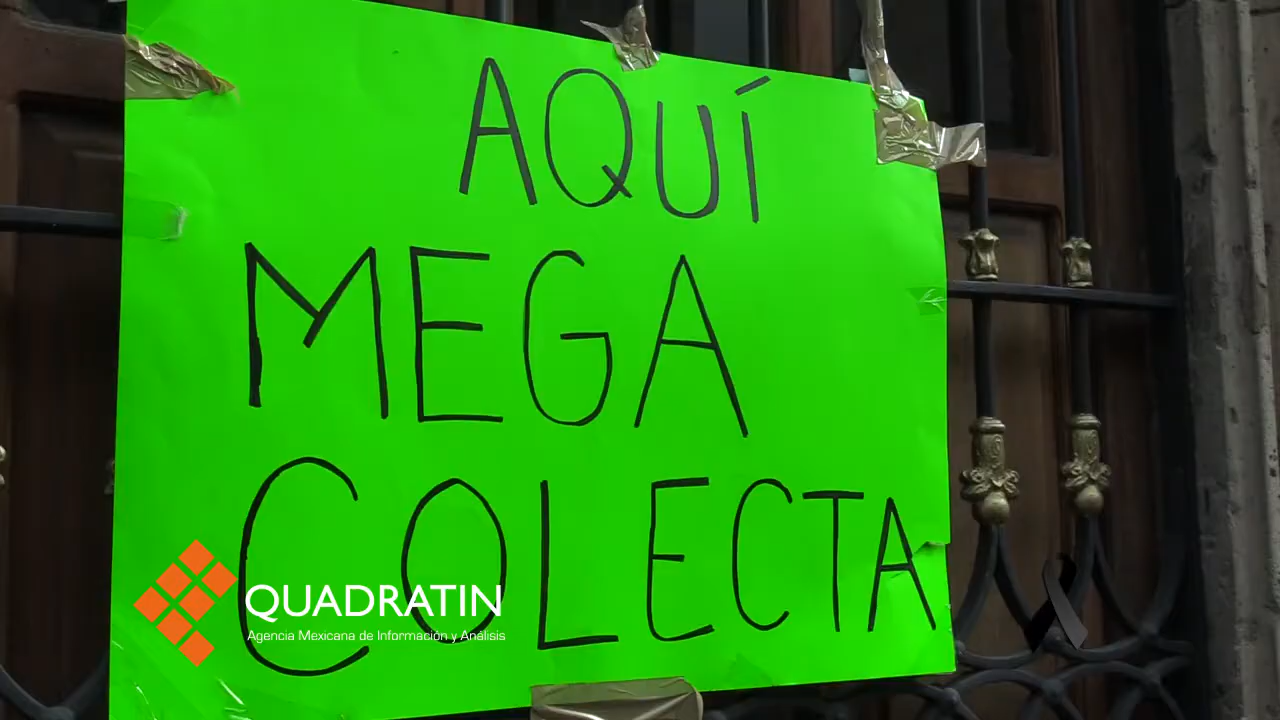 AQUÍ
MEGA
COLECTA
QUADRATIN
Agencia Mexicana de Información y Análisis